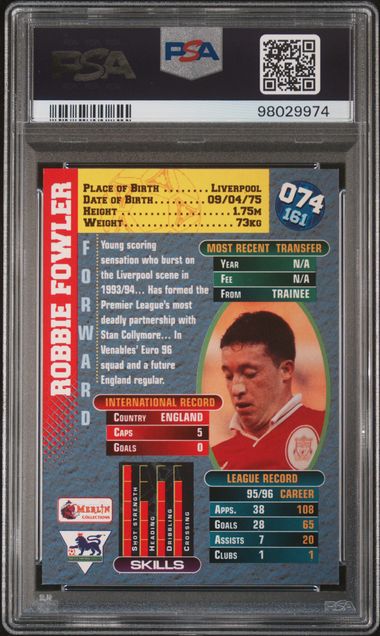 PSA
PSA
98029974
ROBBIE FOWLER
FORWARD
PLACE OF BIRTH ........ LIVERPOOL
DATE OF BIRTH........ 09/04/75
HEIGHT ................. 1.75M
WEIGHT ................. 73KG
074
161
Young scoring
sensation who burst on
the Liverpool scene in
1993/94... Has formed the
Premier League's most
deadly partnership with
Stan Collymore... In
Venables' Euro 96
squad and a future
England regular.
MOST RECENT TRANSFER
YEAR N/A
FEE N/A
FROM TRAINEE
INTERNATIONAL RECORD
COUNTRY ENGLAND
CAPS 5
GOALS 0
MERLIN
COLLECTIONS
SHOT STRENGTH
HEADING
DRIBBLING
CROSSING
SKILLS
LEAGUE RECORD
95/96 CAREER
APPS. 38 108
GOALS 28 65
ASSISTS 7 20
CLUBS 1 1